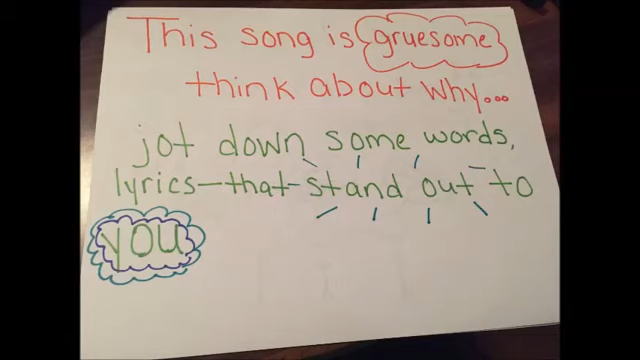 This song is gruesome
think about why...
jot down some words,
lyrics—that stand out to
you